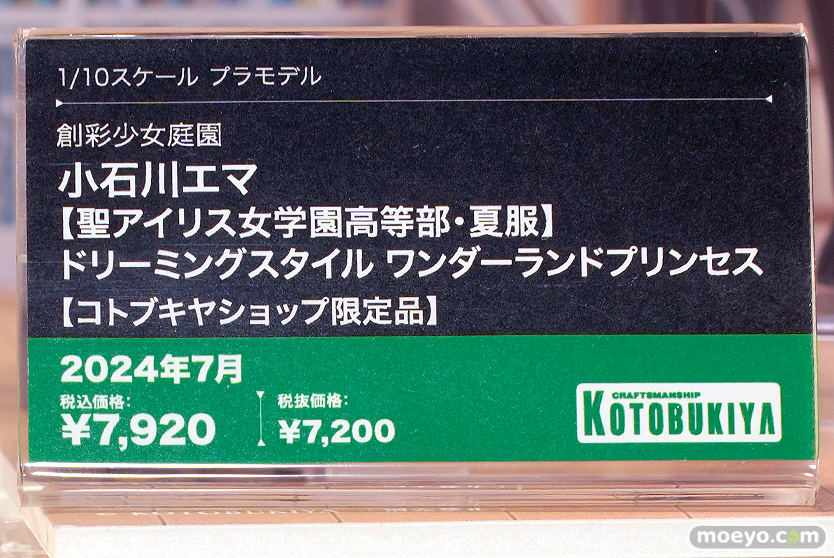 1/10スケール プラモデル
創彩少女庭園
小石川エマ
【聖アイリス女学園高等部・夏服】
ドリーミングスタイル ワンダーランドプリンセス
【コトブキヤショップ限定品】
2024年7月
税込価格:
¥7,920
税抜価格:
¥7,200
CRAFTSMANSHIP
KOTOBUKIYA
KOTOBUKIYA
moeyo.com